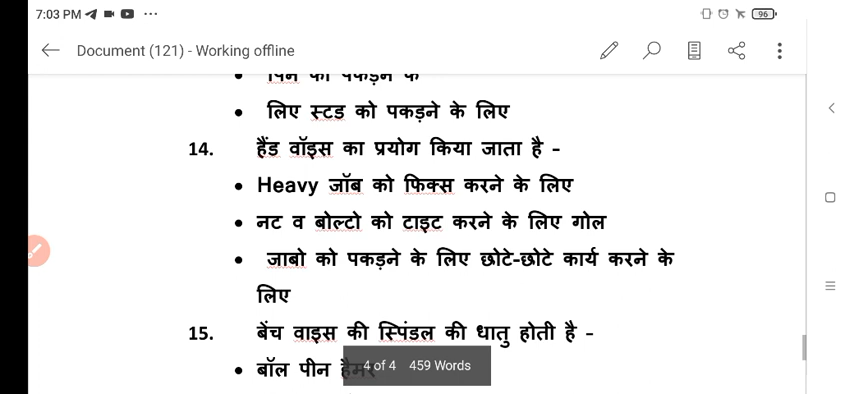 7:03 PM ...
96
Document (121) - Working offline
• लिए स्टड को पकड़ने के लिए
14. हैंड वॉइस का प्रयोग किया जाता है -
• Heavy जॉब को फिक्स करने के लिए
• नट व बोल्टो को टाइट करने के लिए गोल
• जाबो को पकड़ने के लिए छोटे-छोटे कार्य करने के
लिए
15. बेंच वाइस की स्पिंडल की धातु होती है -
• बॉल पीन हैमर
4 of 4 459 Words